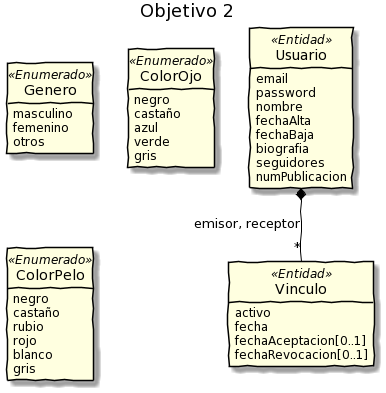 Objetivo 2
«Enumerado»
Genero
masculino
femenino
otros
«Enumerado»
ColorOjo
negro
castaño
azul
verde
gris
«Entidad»
Usuario
email
password
nombre
fechaAlta
fechaBaja
biografia
seguidores
numPublicacion
emisor, receptor
*
«Enumerado»
ColorPelo
negro
castaño
rubio
rojo
blanco
gris
«Entidad»
Vinculo
activo
fecha
fechaAceptacion[0..1]
fechaRevocacion[0..1]